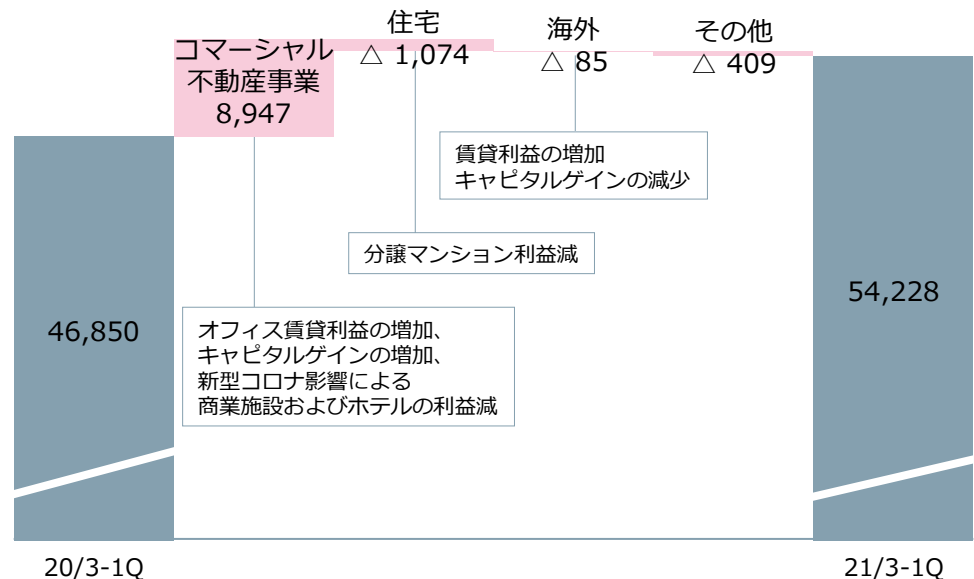 コマーシャル
不動産事業
8,947
住宅
△ 1,074
海外
△ 85
その他
△ 409
賃貸利益の増加
キャピタルゲインの減少
分譲マンション利益減
オフィス賃貸利益の増加、
キャピタルゲインの増加、
新型コロナ影響による
商業施設およびホテルの利益減
46,850
54,228
20/3-1Q
21/3-1Q